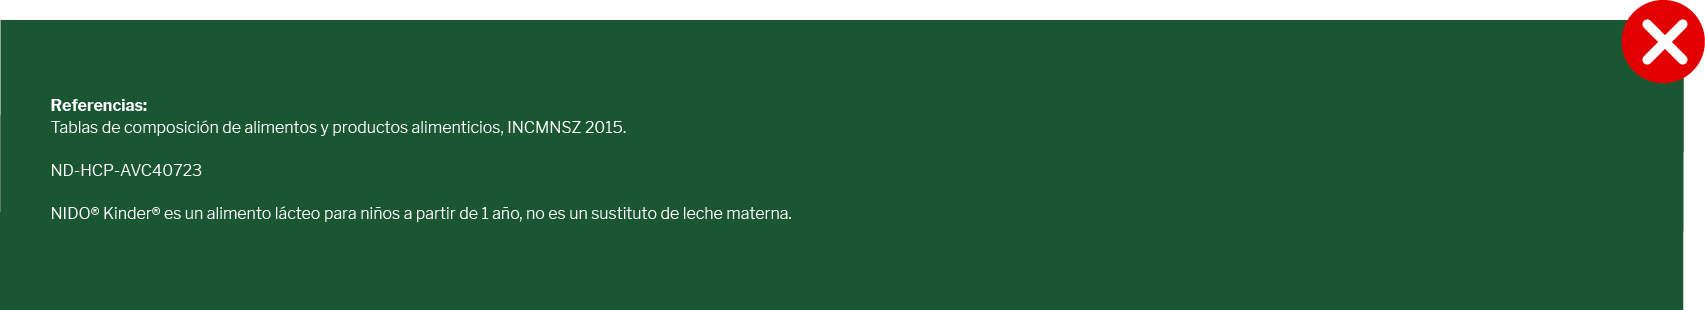 Referencias:
Tablas de composición de alimentos y productos alimenticios, INCMNSZ 2015.
ND-HCP-AVC40723
NIDO® Kinder® es un alimento lácteo para niños a partir de 1 año, no es un sustituto de leche materna.